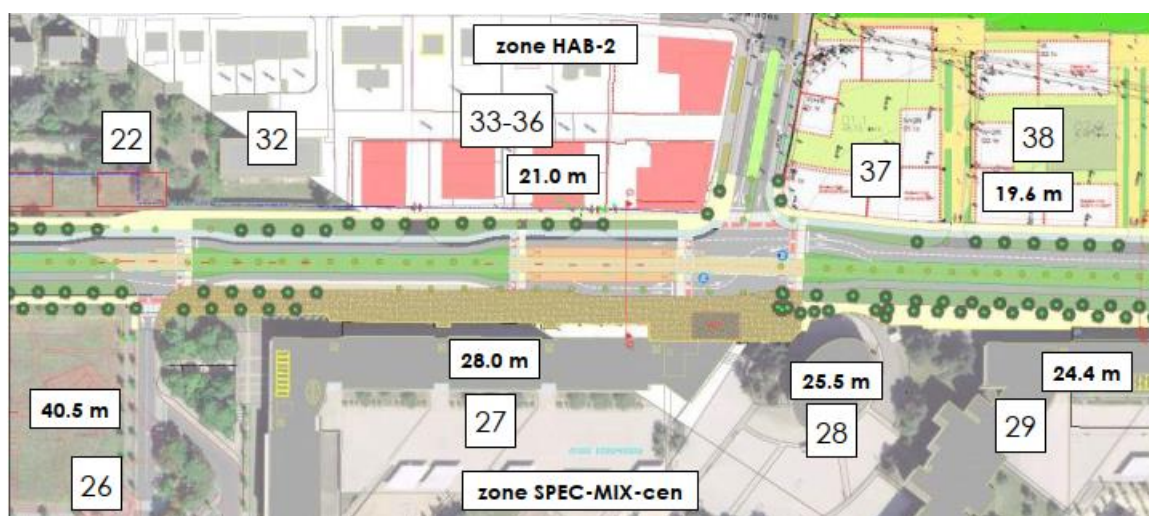 zone HAB-2
22
32
33-36
21.0 m
37
38
19.6 m
28.0 m
25.5 m
24.4 m
40.5 m
27
28
29
26
zone SPEC-MIX-cen